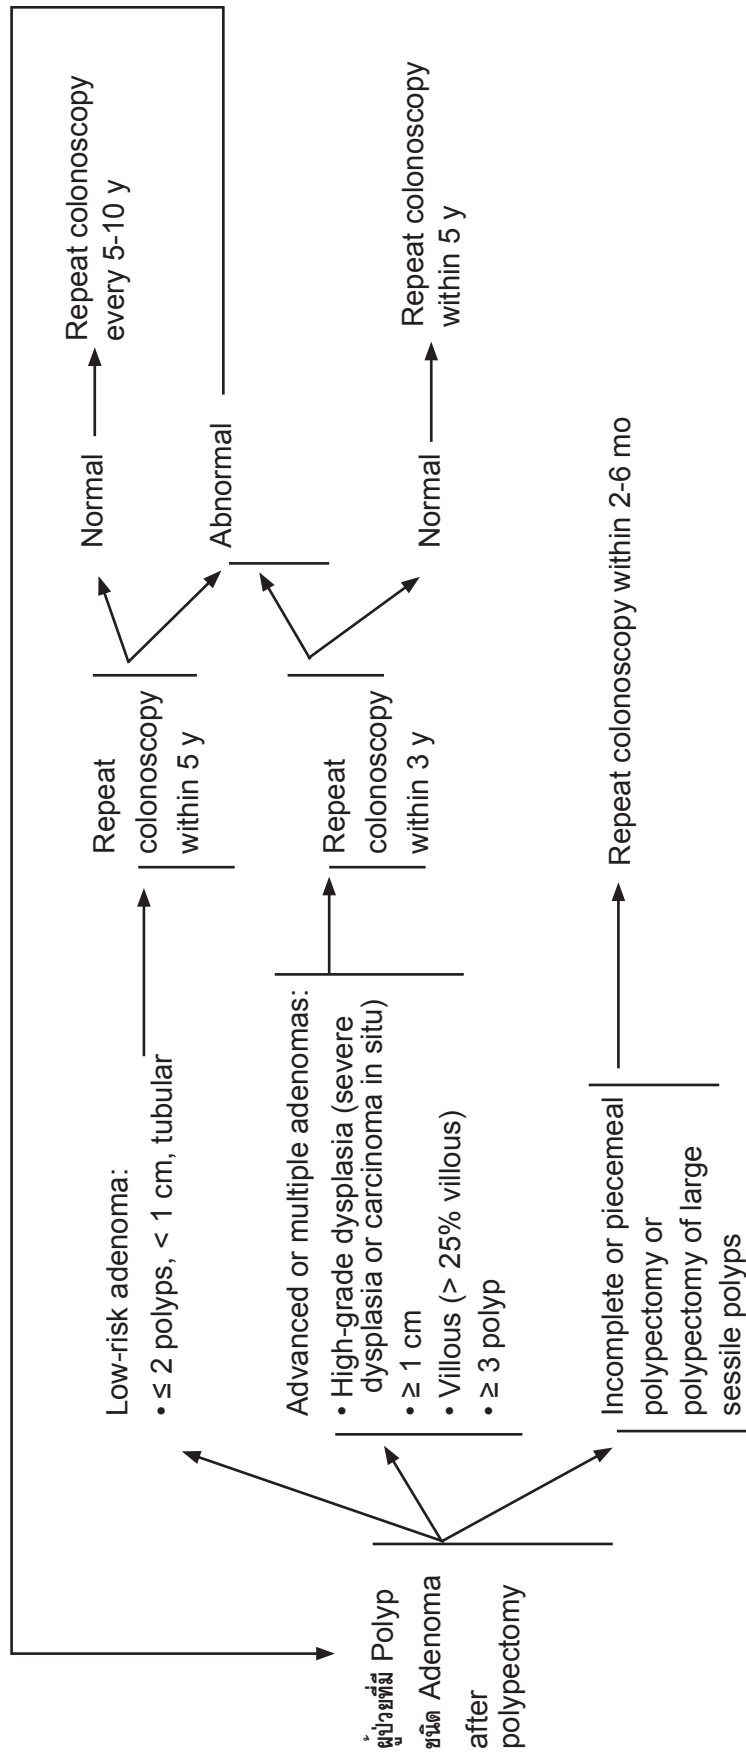 ผู้ป่วยที่มี Polyp
ชนิด Adenoma
after
polypectomy
Low-risk adenoma:
• ≤ 2 polyps, < 1 cm, tubular
Repeat
colonoscopy
within 5 y
Normal
Repeat colonoscopy
every 5-10 y
Abnormal
Advanced or multiple adenomas:
• High-grade dysplasia (severe
dysplasia or carcinoma in situ)
• ≥ 1 cm
• Villous (> 25% villous)
• ≥ 3 polyp
Repeat
colonoscopy
within 3 y
Normal
Repeat colonoscopy
within 5 y
Incomplete or piecemeal
polypectomy or
polypectomy of large
sessile polyps
Repeat colonoscopy within 2-6 mo